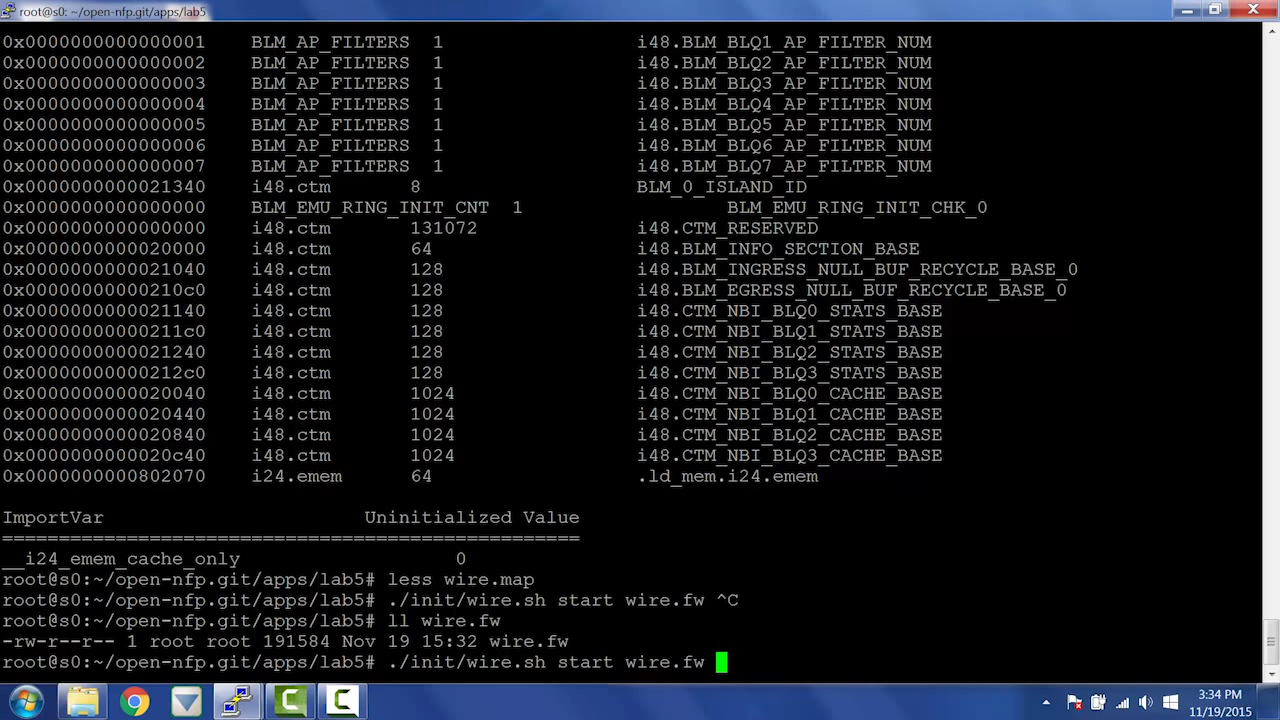 root@s0: ~/open-nfp.git/apps/lab5
0x0000000000000001 BLM_AP_FILTERS 1 i48.BLM_BLQ1_AP_FILTER_NUM
0x0000000000000002 BLM_AP_FILTERS 1 i48.BLM_BLQ2_AP_FILTER_NUM
0x0000000000000003 BLM_AP_FILTERS 1 i48.BLM_BLQ3_AP_FILTER_NUM
0x0000000000000004 BLM_AP_FILTERS 1 i48.BLM_BLQ4_AP_FILTER_NUM
0x0000000000000005 BLM_AP_FILTERS 1 i48.BLM_BLQ5_AP_FILTER_NUM
0x0000000000000006 BLM_AP_FILTERS 1 i48.BLM_BLQ6_AP_FILTER_NUM
0x0000000000000007 BLM_AP_FILTERS 1 i48.BLM_BLQ7_AP_FILTER_NUM
0x0000000000021340 i48.ctm 8 BLM_0_ISLAND_ID
0x0000000000000000 BLM_EMU_RING_INIT_CNT 1 BLM_EMU_RING_INIT_CHK_0
0x0000000000000000 i48.ctm 131072 i48.CTM_RESERVED
0x0000000000020000 i48.ctm 64 i48.BLM_INFO_SECTION_BASE
0x0000000000021040 i48.ctm 128 i48.BLM_INGRESS_NULL_BUF_RECYCLE_BASE_0
0x00000000000210c0 i48.ctm 128 i48.BLM_EGRESS_NULL_BUF_RECYCLE_BASE_0
0x0000000000021140 i48.ctm 128 i48.CTM_NBI_BLQ0_STATS_BASE
0x00000000000211c0 i48.ctm 128 i48.CTM_NBI_BLQ1_STATS_BASE
0x0000000000021240 i48.ctm 128 i48.CTM_NBI_BLQ2_STATS_BASE
0x00000000000212c0 i48.ctm 128 i48.CTM_NBI_BLQ3_STATS_BASE
0x0000000000020040 i48.ctm 1024 i48.CTM_NBI_BLQ0_CACHE_BASE
0x0000000000020440 i48.ctm 1024 i48.CTM_NBI_BLQ1_CACHE_BASE
0x0000000000020840 i48.ctm 1024 i48.CTM_NBI_BLQ2_CACHE_BASE
0x0000000000020c40 i48.ctm 1024 i48.CTM_NBI_BLQ3_CACHE_BASE
0x0000000000802070 i24.emem 64 .ld_mem.i24.emem
ImportVar Uninitialized Value
===================================================
__i24_emem_cache_only 0
root@s0:~/open-nfp.git/apps/lab5# less wire.map
root@s0:~/open-nfp.git/apps/lab5# ./init/wire.sh start wire.fw ^C
root@s0:~/open-nfp.git/apps/lab5# ll wire.fw
-rw-r--r-- 1 root root 191584 Nov 19 15:32 wire.fw
root@s0:~/open-nfp.git/apps/lab5# ./init/wire.sh start wire.fw
3:34 PM
11/19/2015